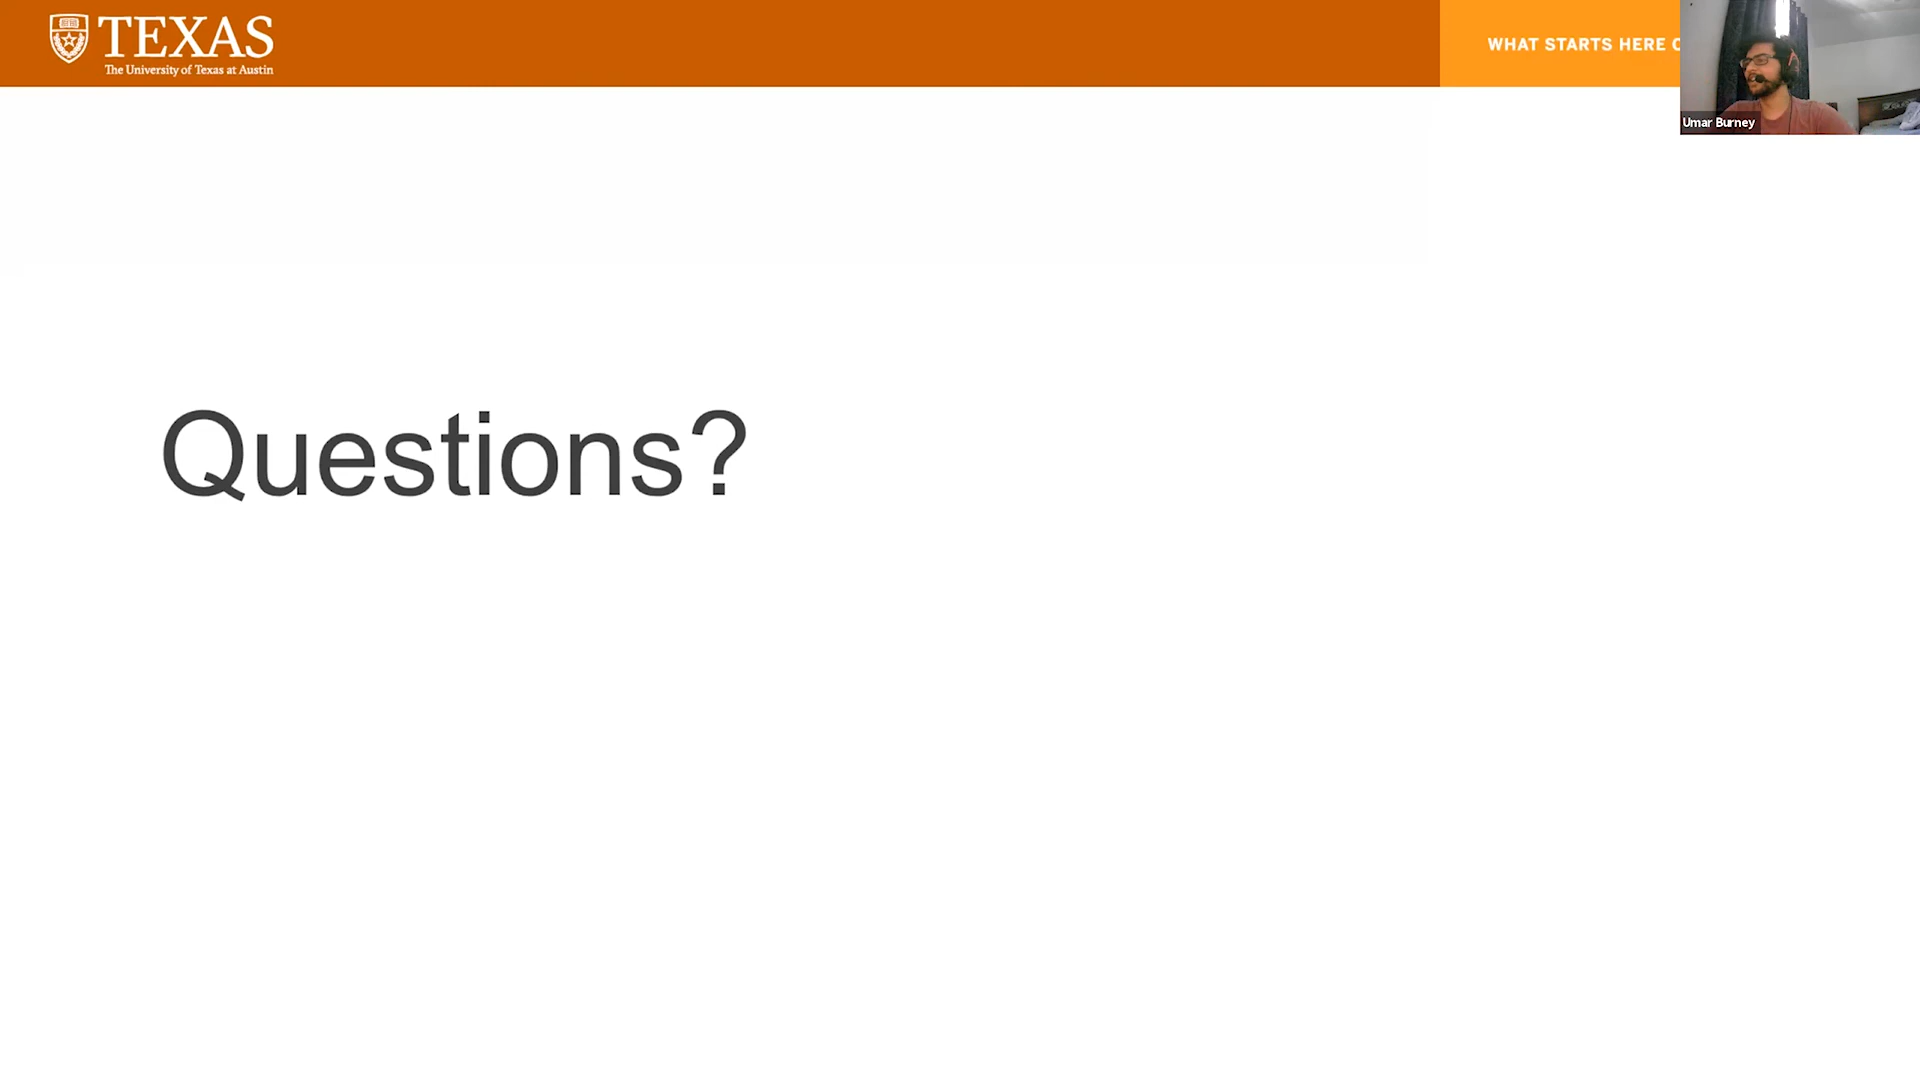 TEXAS
The University of Texas at Austin
WHAT STARTS HERE
Umar Burney
Questions?